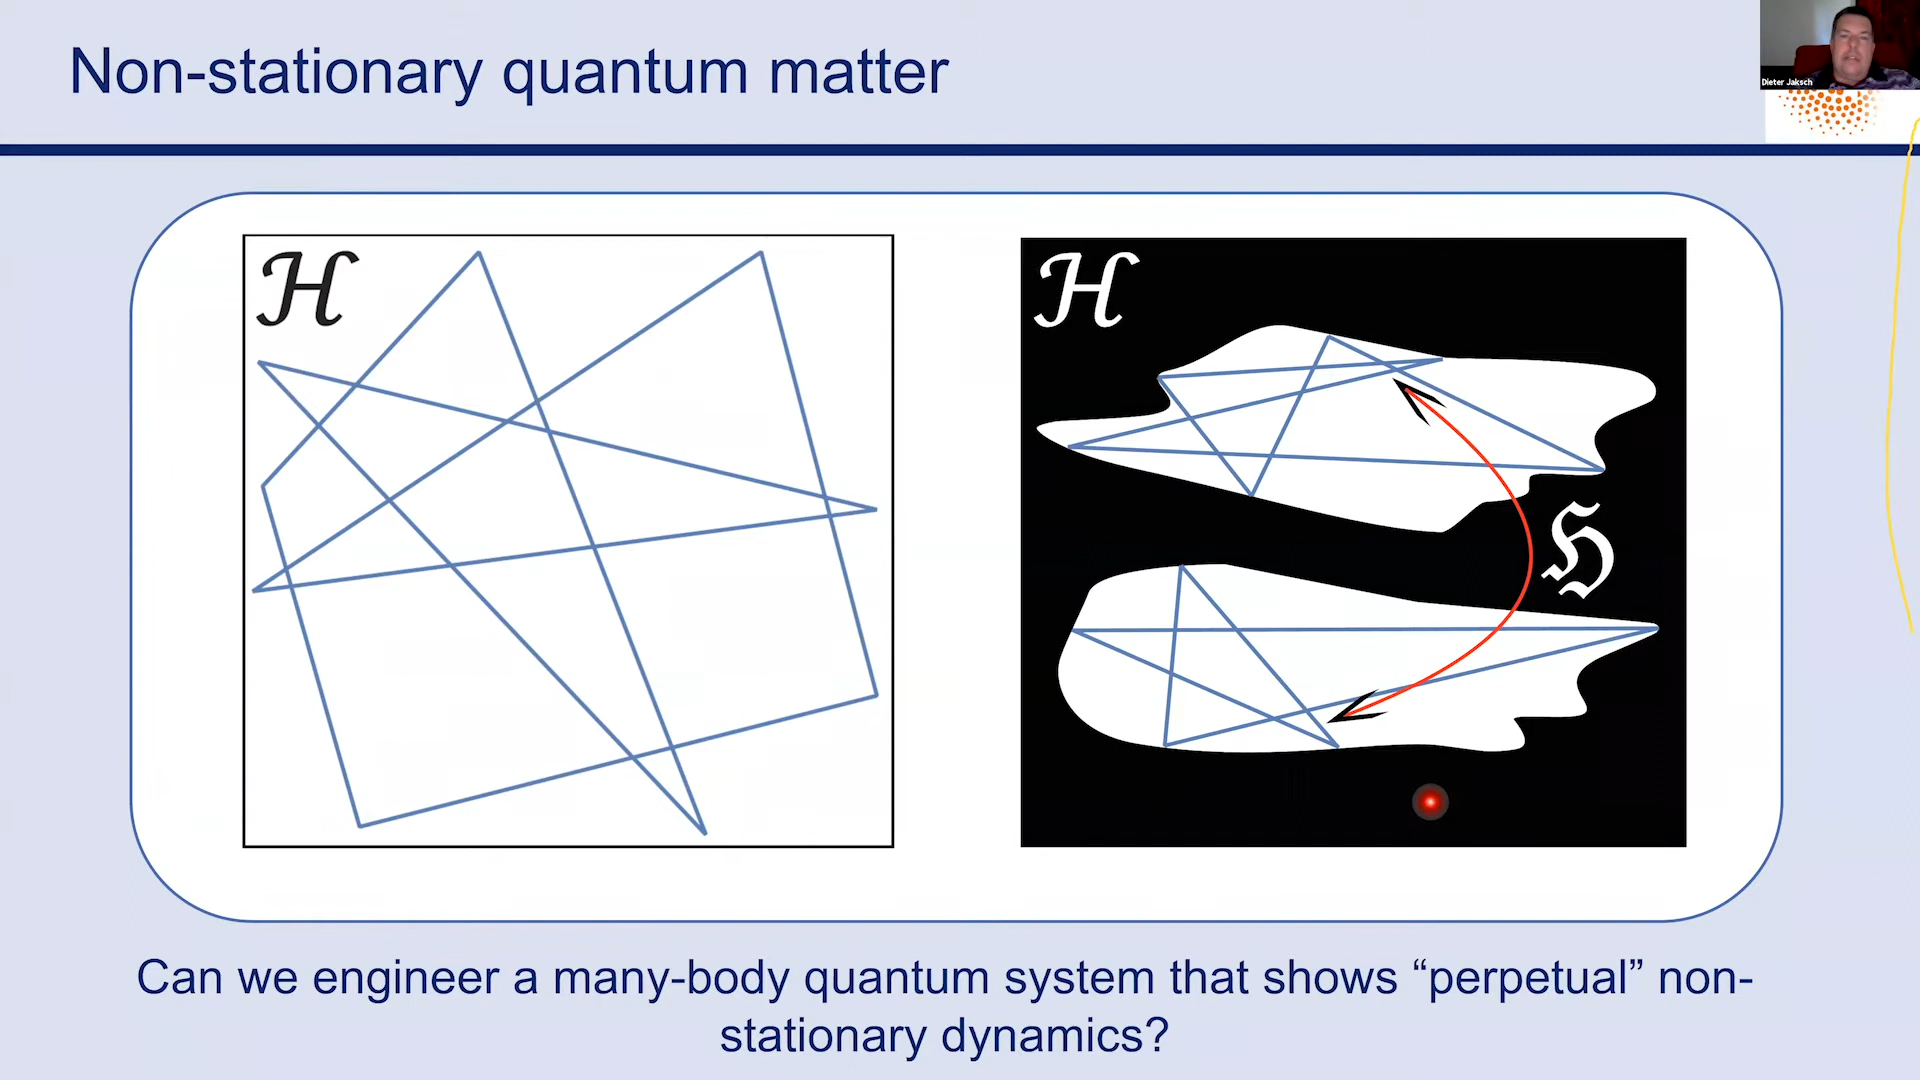 Non-stationary quantum matter
Dieter Jaksch
ℋ
ℋ
ℌ
Can we engineer a many-body quantum system that shows “perpetual” non-
stationary dynamics?